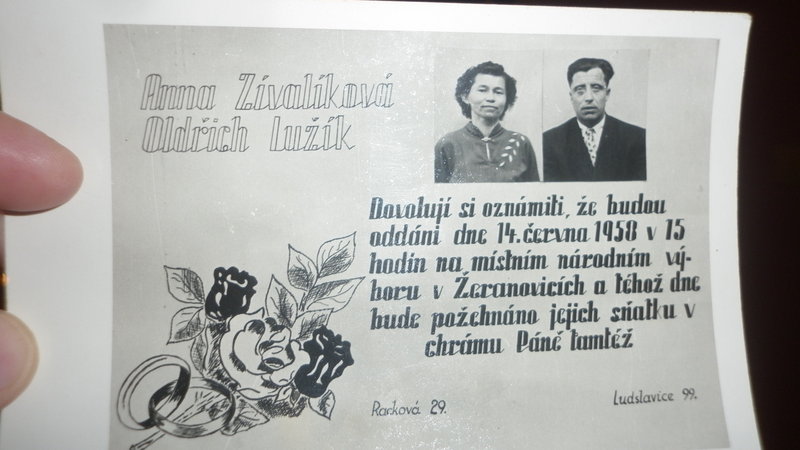 Anna Zívalíková
Oldřich Lužík
Dovolují si oznámiti, že budou
oddáni dne 14. června 1958 v 15
hodin na místním národním vý-
boru v Žeranovicích a téhož dne
bude požehnáno jejich sňatku v
chrámu Páně tamtéž
Racková 29.
Ludslavice 99.